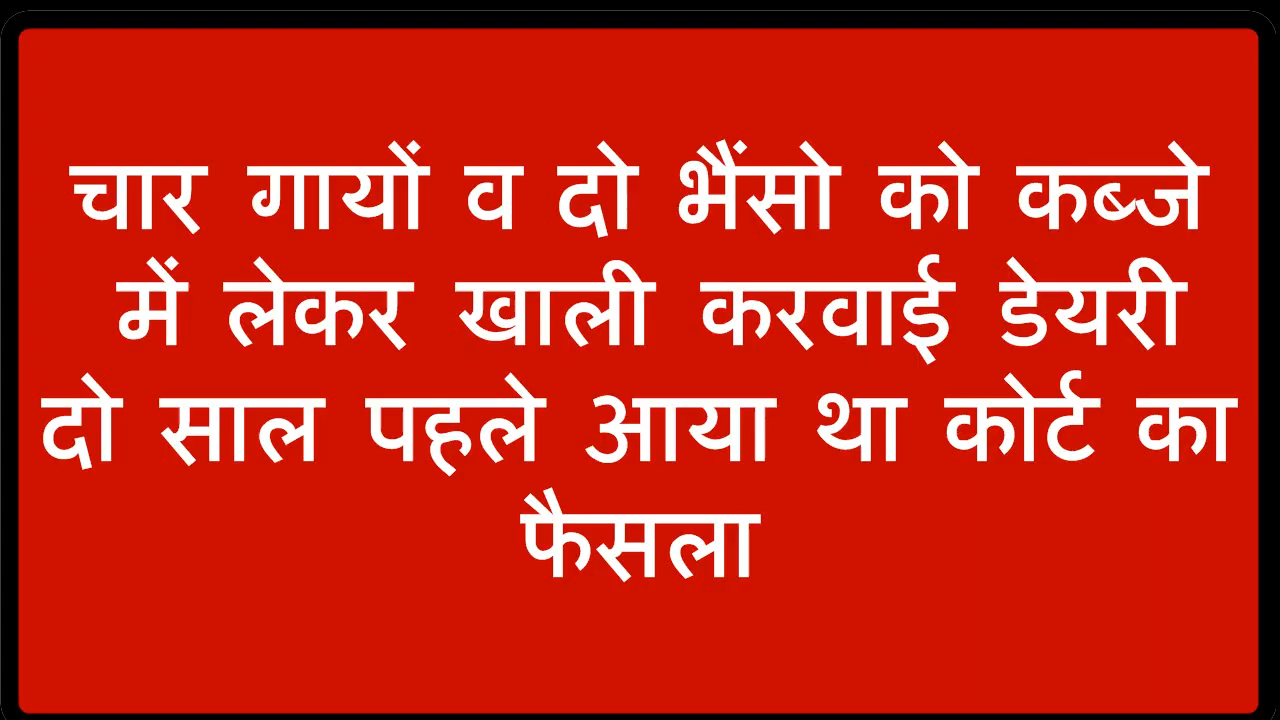 चार गायों व दो भैंसो को कब्जे
में लेकर खाली करवाई डेयरी
दो साल पहले आया था कोर्ट का
फैसला